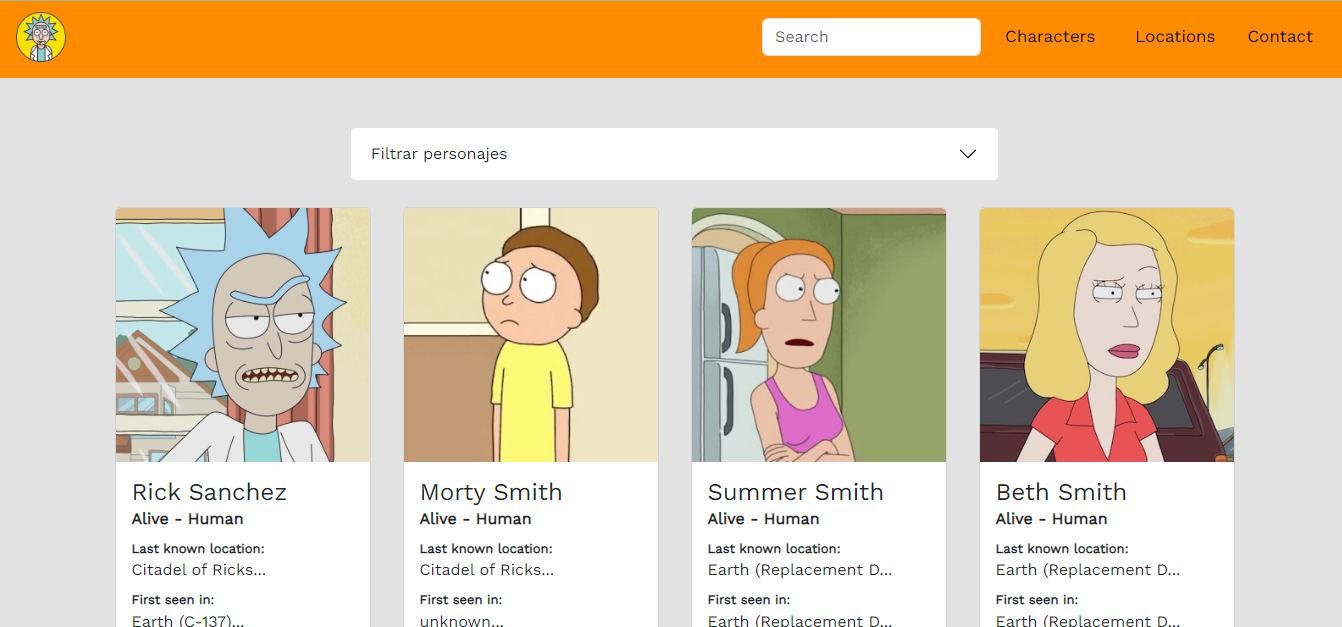 Search
Characters
Locations
Contact
Filtrar personajes
Rick Sanchez
Alive - Human
Last known location:
Citadel of Ricks...
First seen in:
Earth (C-137)...
Morty Smith
Alive - Human
Last known location:
Citadel of Ricks...
First seen in:
unknown...
Summer Smith
Alive - Human
Last known location:
Earth (Replacement D...
First seen in:
Earth (Replacement D...
Beth Smith
Alive - Human
Last known location:
Earth (Replacement D...
First seen in:
Earth (Replacement D...